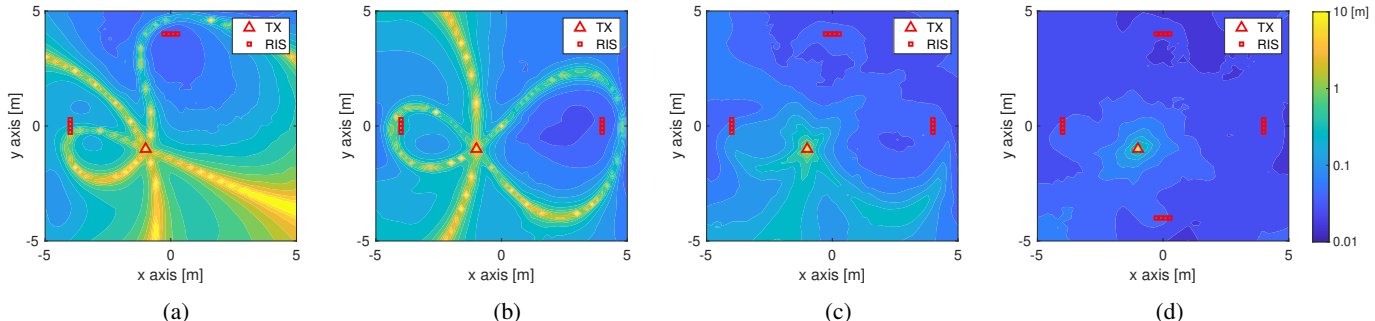 5
y axis [m]
0
-5
-5
0
5
x axis [m]
TX
RIS
(a)
5
y axis [m]
0
-5
-5
0
5
x axis [m]
TX
RIS
(b)
5
y axis [m]
0
-5
-5
0
5
x axis [m]
TX
RIS
(c)
5
y axis [m]
0
-5
-5
0
5
x axis [m]
TX
RIS
(d)
10 [m]
1
0.1
0.01